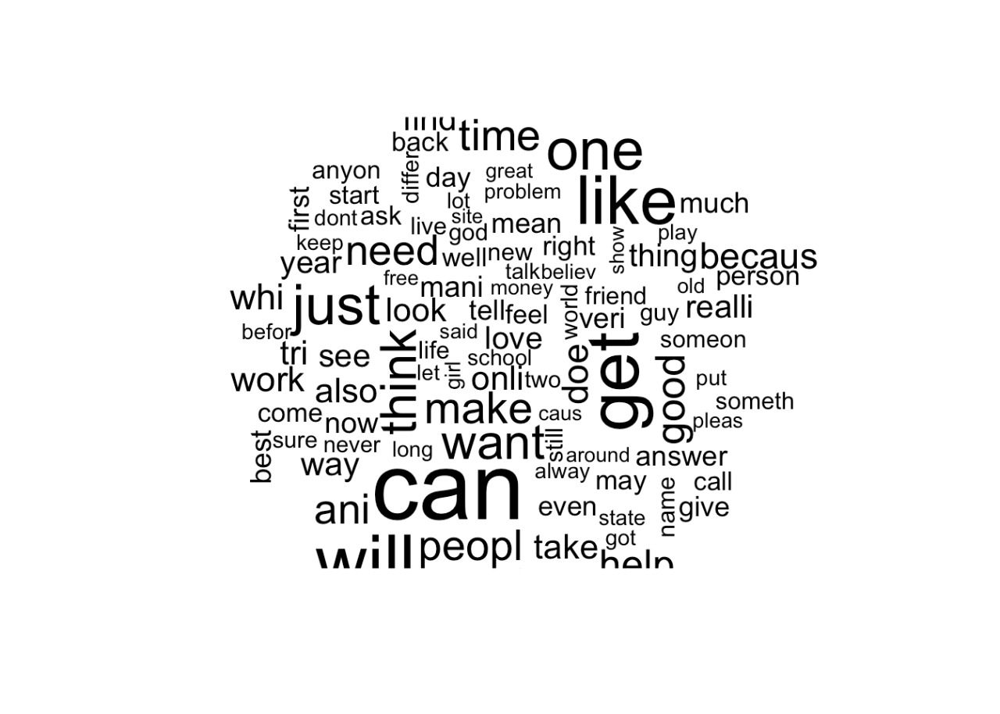 find
back
time
one
anyon
differ
day
great
like
much
first
start
lot
problem
dont
ask
live
site
god
mean
play
keep
year
need
well
new
right
show
thing
becaus
free
mani
talk
believ
money
old
person
whi
just
look
tell
feel
world
friend
veri
guy
realli
befor
said
love
someon
tri
see
think
life
school
doe
get
good
work
also
let
girl
onli
two
put
someth
come
now
make
caus
pleas
best
sure
never
long
want
still
around
answer
way
can
alway
may
name
call
ani
even
state
give
will
peopl
take
got
help